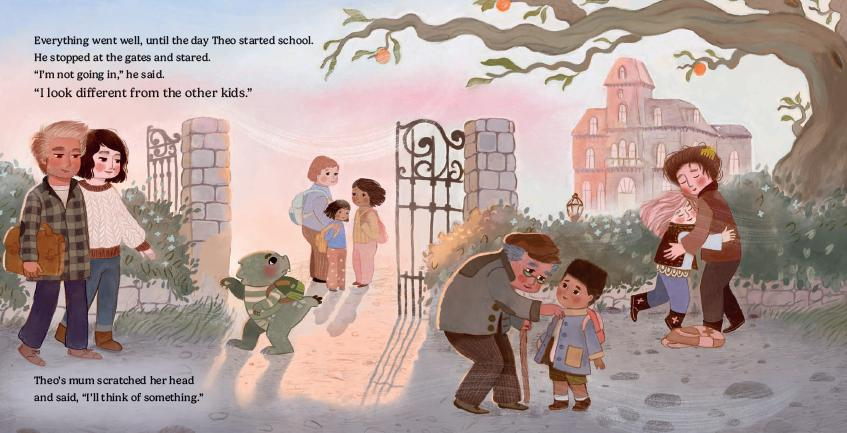 Everything went well, until the day Theo started school.
He stopped at the gates and stared.
“I’m not going in,” he said.
“I look different from the other kids.”
Theo’s mum scratched her head
and said, “I’ll think of something.”